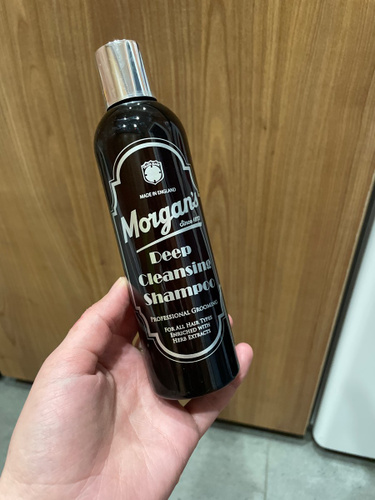 MADE IN ENGLAND
Morgan's
Since 1873
Deep
Cleansing
Shampoo
PROFESSIONAL GROOMING
FOR ALL HAIR TYPES
ENRICHED WITH
HERB EXTRACTS